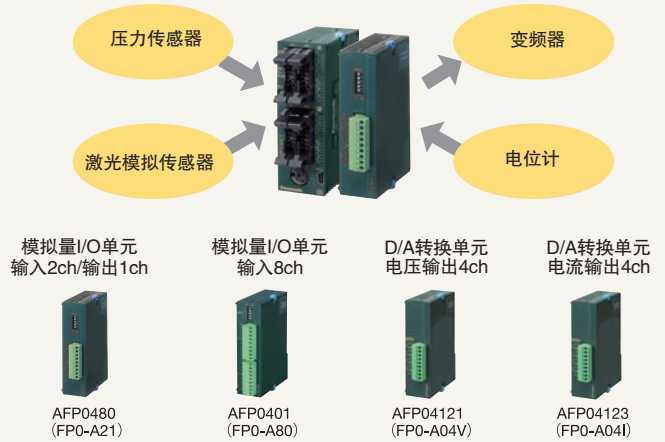 压力传感器
变频器
激光模拟传感器
电位计
模拟量I/O单元
输入2ch/输出1ch
模拟量I/O单元
输入8ch
D/A转换单元
电压输出4ch
D/A转换单元
电流输出4ch
AFP0480
(FP0-A21)
AFP0401
(FP0-A80)
AFP04121
(FP0-A04V)
AFP04123
(FP0-A04I)